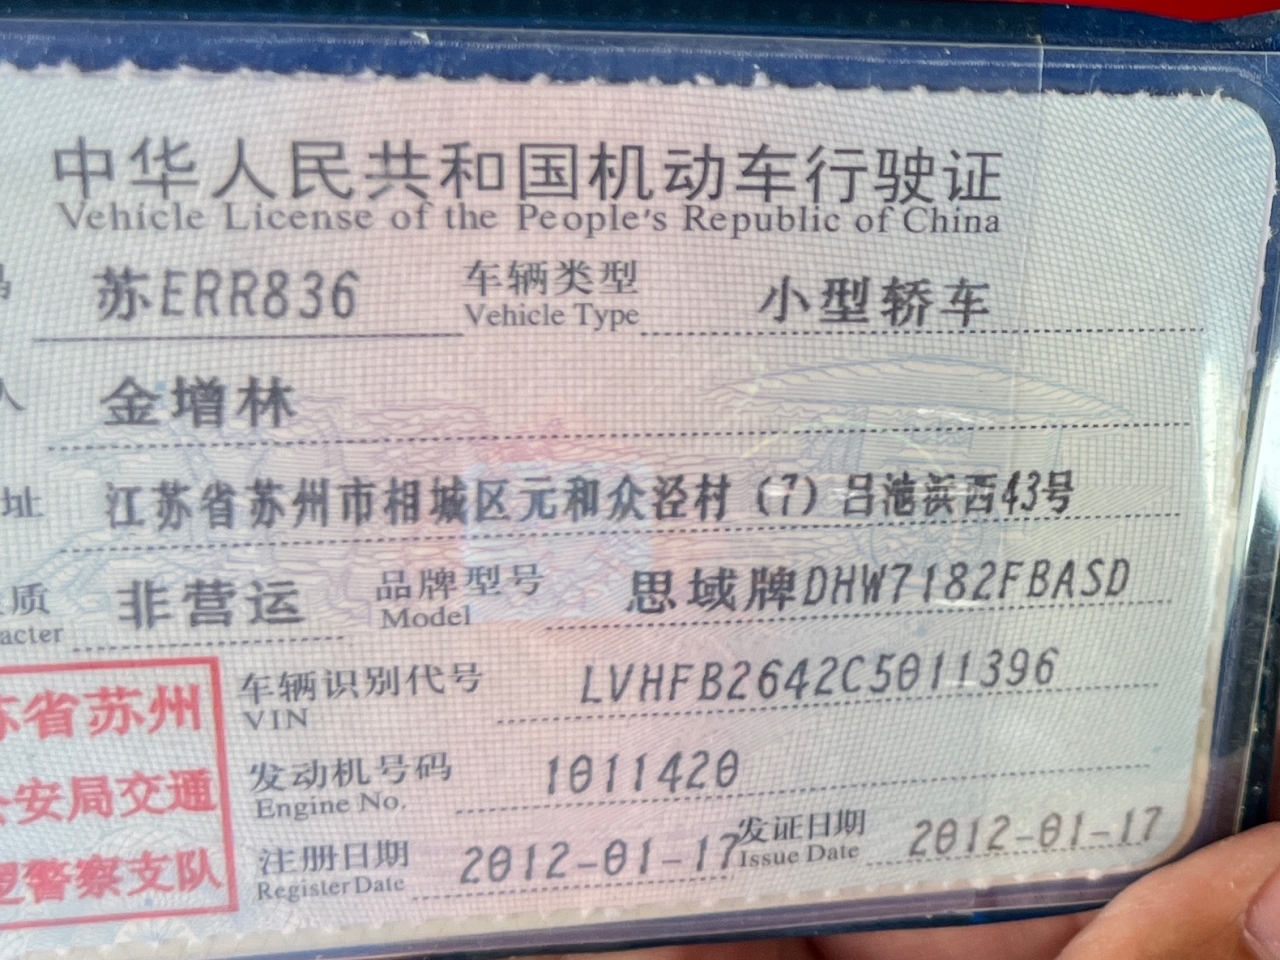 中华人民共和国机动车行驶证
Vehicle License of the People's Republic of China
苏ERR836 车辆类型 小型轿车
Vehicle Type
人 金增林
址 江苏省苏州市相城区元和众泾村（7）吕池浜西43号
质 非营运 品牌型号 思域牌DHW7182FBASD
acter Model
车辆识别代号 LVHFB2642C5011396
VIN
发动机号码 1011420
Engine No.
注册日期 2012-01-17 发证日期 2012-01-17
Register Date Issue Date
苏省苏州
公安局交通
警察支队